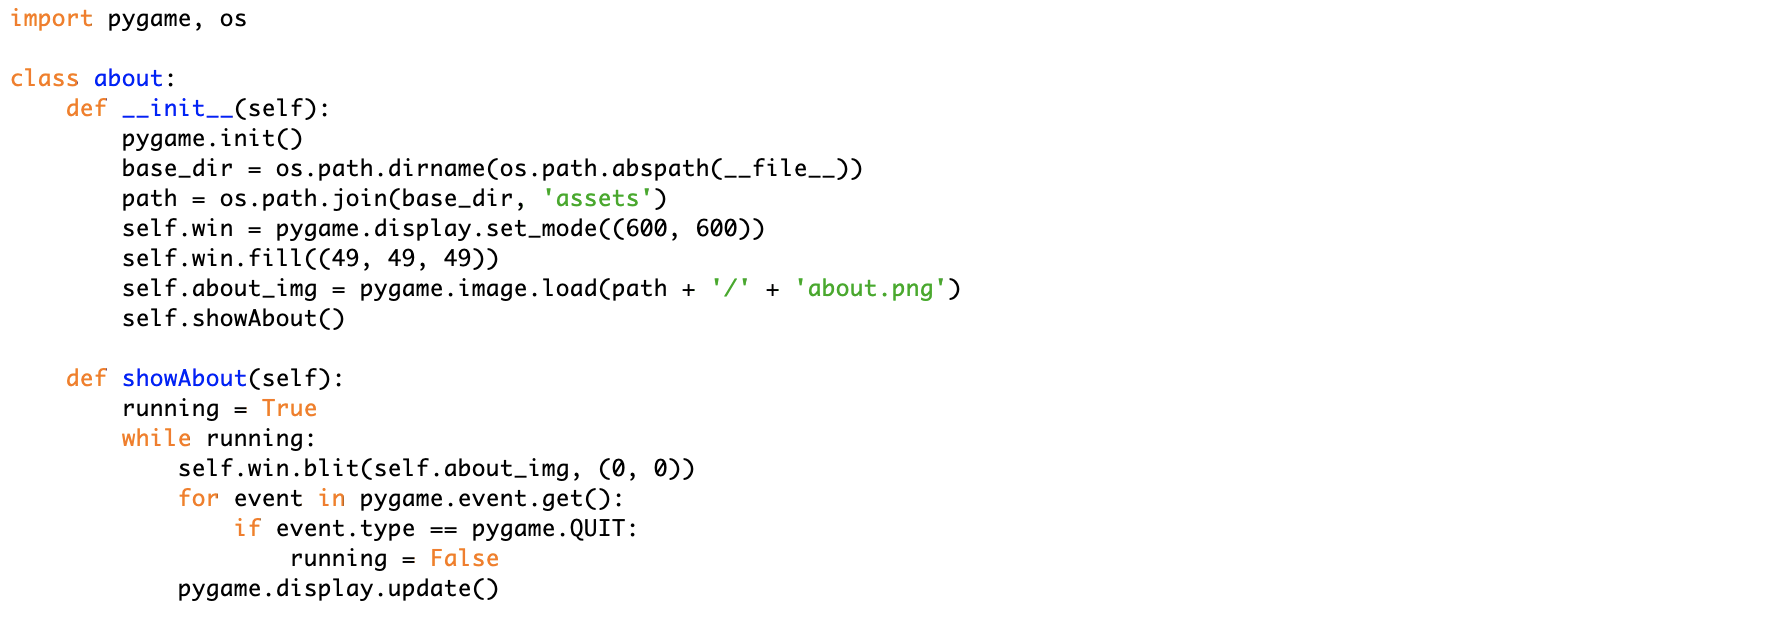 import pygame, os

class about:
    def __init__(self):
        pygame.init()
        base_dir = os.path.dirname(os.path.abspath(__file__))
        path = os.path.join(base_dir, 'assets')
        self.win = pygame.display.set_mode((600, 600))
        self.win.fill((49, 49, 49))
        self.about_img = pygame.image.load(path + '/' + 'about.png')
        self.showAbout()

    def showAbout(self):
        running = True
        while running:
            self.win.blit(self.about_img, (0, 0))
            for event in pygame.event.get():
                if event.type == pygame.QUIT:
                    running = False
            pygame.display.update()